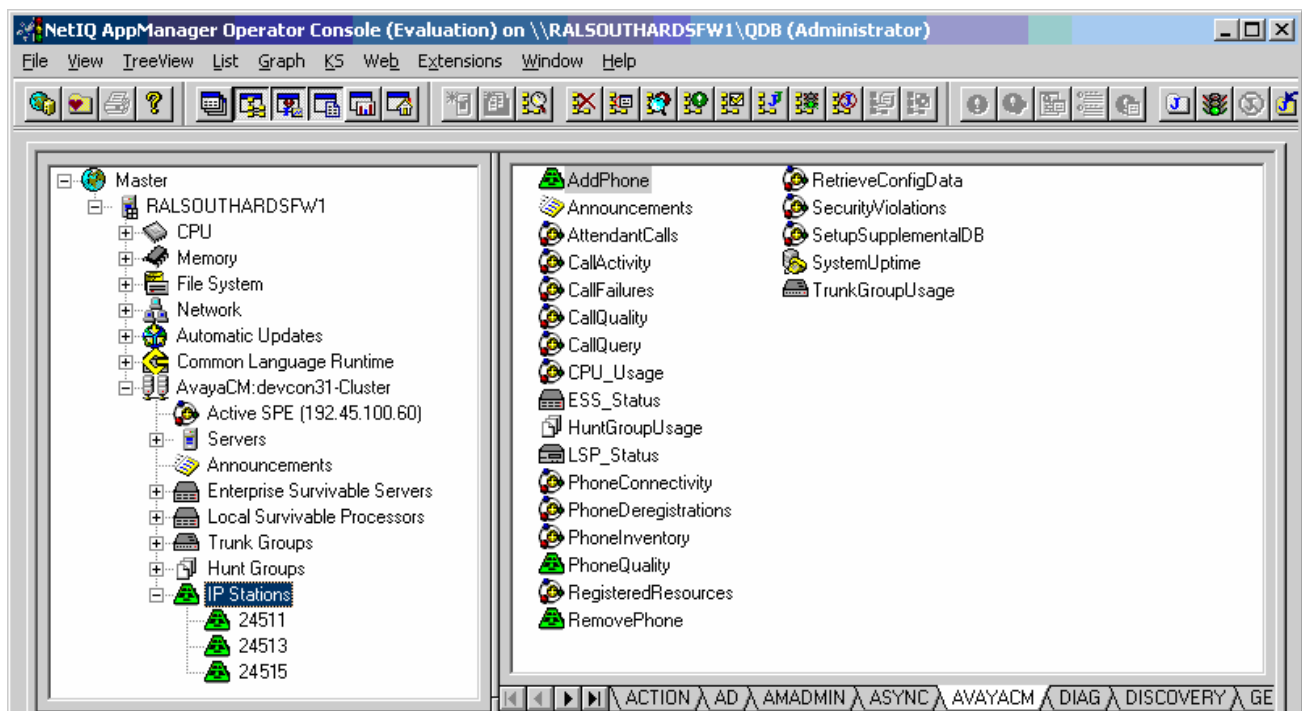 NetIQ AppManager Operator Console (Evaluation) on \\RALSOUTHARDSFW1\QDB (Administrator)
File View TreeView List Graph KS Web Extensions Window Help
Master
RALSOUTHARDSFW1
CPU
Memory
File System
Network
Automatic Updates
Common Language Runtime
AvayaCM:devcon31-Cluster
Active SPE (192.45.100.60)
Servers
Announcements
Enterprise Survivable Servers
Local Survivable Processors
Trunk Groups
Hunt Groups
IP Stations
24511
24513
24515
AddPhone
Announcements
AttendantCalls
CallActivity
CallFailures
CallQuality
CallQuery
CPU_Usage
ESS_Status
HuntGroupUsage
LSP_Status
PhoneConnectivity
PhoneDeregistrations
PhoneInventory
PhoneQuality
RegisteredResources
RemovePhone
RetrieveConfigData
SecurityViolations
SetupSupplementalDB
SystemUptime
TrunkGroupUsage
ACTION AD AMADMIN ASYNC AVAYACM DIAG DISCOVERY GE